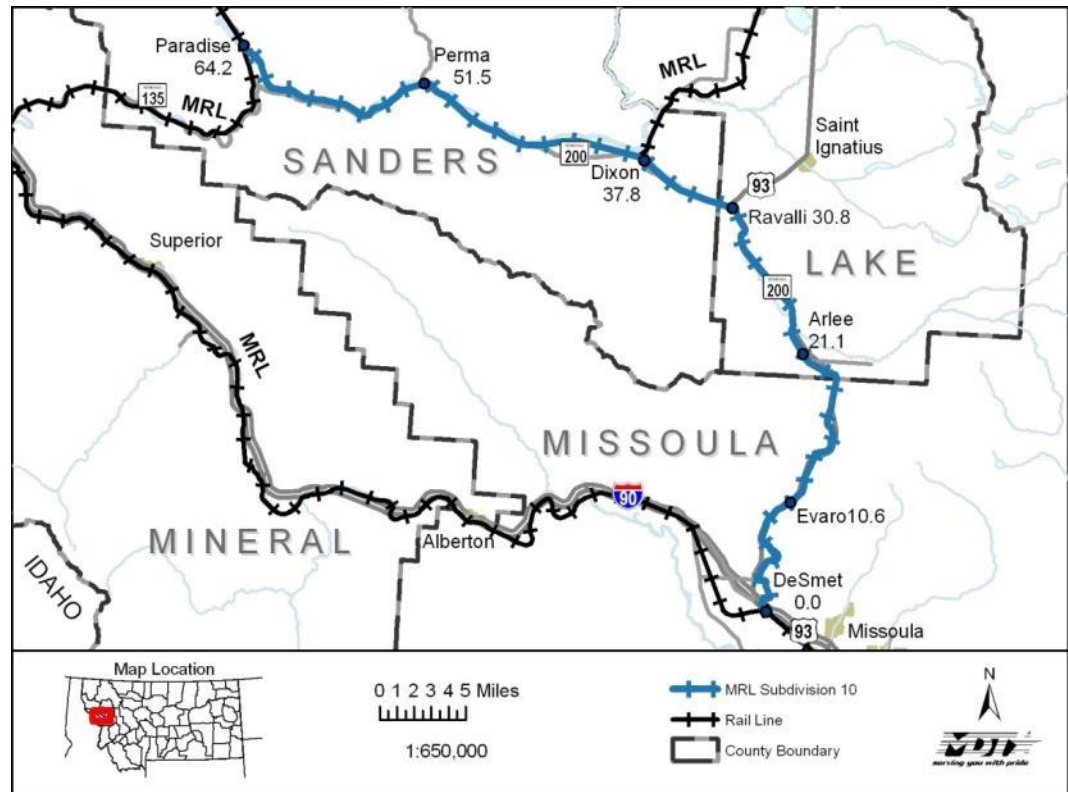 Paradise
64.2
Perma
51.5
MRL
135
MRL
SANDERS
200
Dixon
37.8
Saint
Ignatius
93
Ravalli 30.8
Superior
LAKE
200
Arlee
21.1
MRL
MISSOULA
90
Evaro10.6
MINERAL
Alberton
IDAHO
DeSmet
0.0
93
Missoula
Map Location
0 1 2 3 4 5 Miles
1:650,000
MRL Subdivision 10
Rail Line
County Boundary
N
MDT
serving you with pride